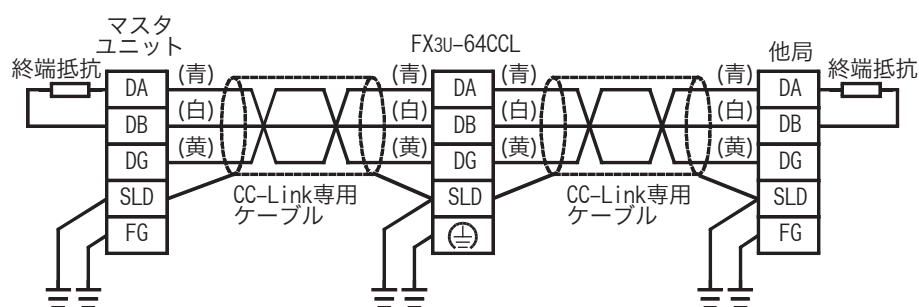 マスタ
ユニット
終端抵抗
DA
DB
DG
SLD
FG
(青)
(白)
(黄)
CC-Link専用
ケーブル
(青)
(白)
(黄)
FX3U-64CCL
DA
DB
DG
SLD
(青)
(白)
(黄)
CC-Link専用
ケーブル
(青)
(白)
(黄)
他局
DA
DB
DG
SLD
FG
終端抵抗